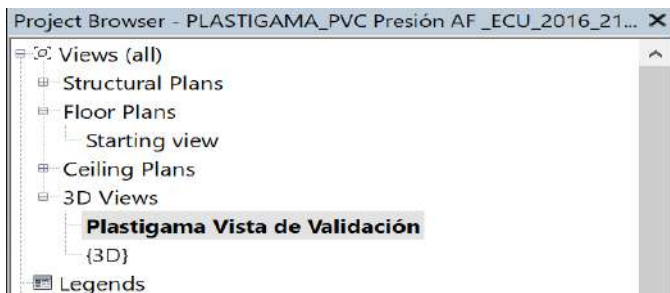 Project Browser - PLASTIGAMA_PVC Presión AF _ECU_2016_21...
Views (all)
Structural Plans
Floor Plans
Starting view
Ceiling Plans
3D Views
Plastigama Vista de Validación
{3D}
Legends